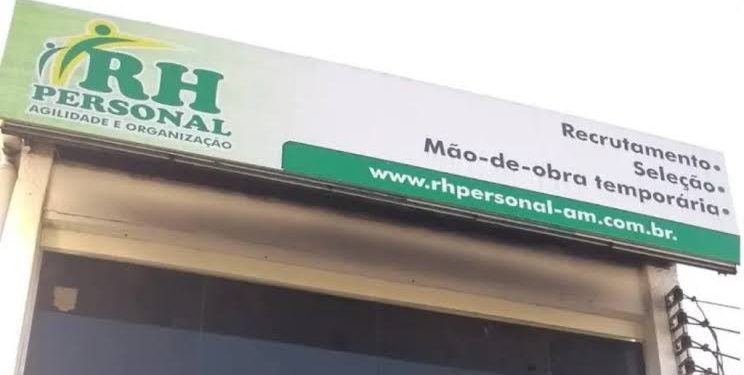 RH
PERSONAL
AGILIDADE E ORGANIZAÇÃO
Recrutamento•
Seleção•
Mão-de-obra temporária•
www.rhpersonal-am.com.br.